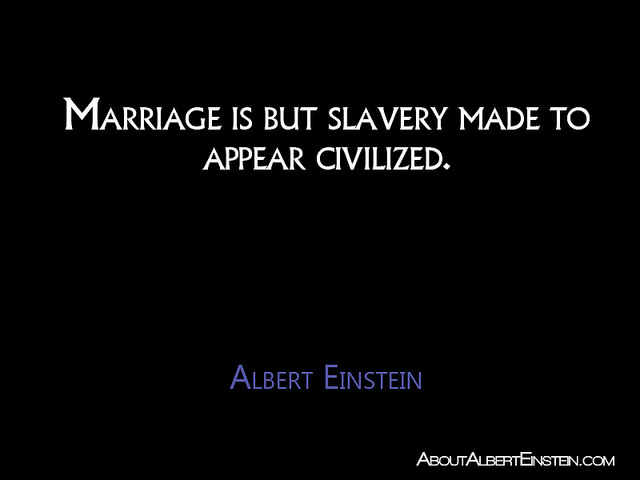 Marriage is but slavery made to
appear civilized.
Albert Einstein
AboutAlbertEinstein.com